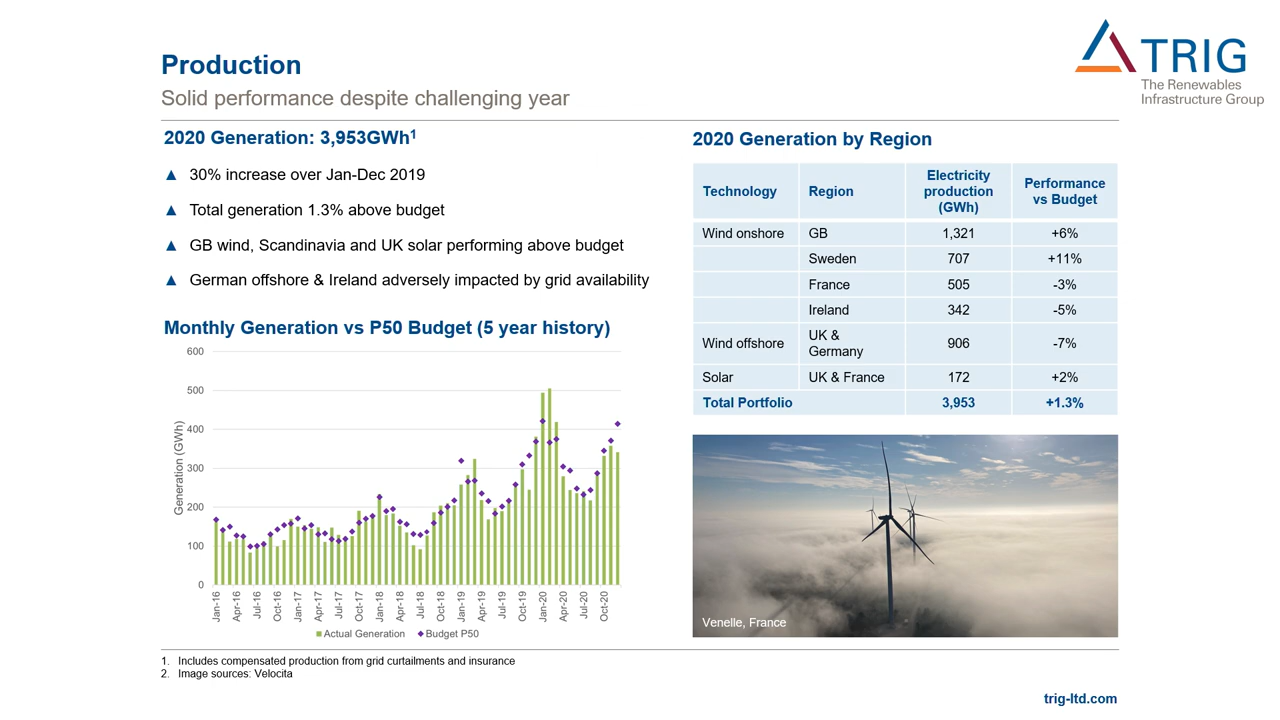 TRIG
The Renewables
Infrastructure Group
Production
Solid performance despite challenging year
2020 Generation: 3,953GWh¹
▲ 30% increase over Jan-Dec 2019
▲ Total generation 1.3% above budget
▲ GB wind, Scandinavia and UK solar performing above budget
▲ German offshore & Ireland adversely impacted by grid availability
Monthly Generation vs P50 Budget (5 year history)
600
500
400
300
200
100
0
Generation (GWh)
Jan-16 Apr-16 Jul-16 Oct-16 Jan-17 Apr-17 Jul-17 Oct-17 Jan-18 Apr-18 Jul-18 Oct-18 Jan-19 Apr-19 Jul-19 Oct-19 Jan-20 Apr-20 Jul-20 Oct-20
Actual Generation Budget P50
2020 Generation by Region
Technology Region Electricity production (GWh) Performance vs Budget
Wind onshore GB 1,321 +6%
Sweden 707 +11%
France 505 -3%
Ireland 342 -5%
Wind offshore UK & Germany 906 -7%
Solar UK & France 172 +2%
Total Portfolio 3,953 +1.3%
Venelle, France
1. Includes compensated production from grid curtailments and insurance
2. Image sources: Velocita
trig-ltd.com